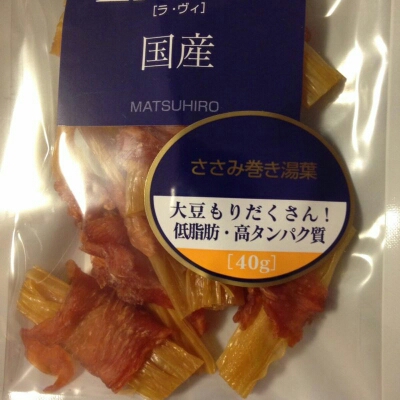 [ラ・ヴィ]
国産
MATSUHIRO
ささみ巻き湯葉
大豆もりだくさん!
低脂肪・高タンパク質
[40g]